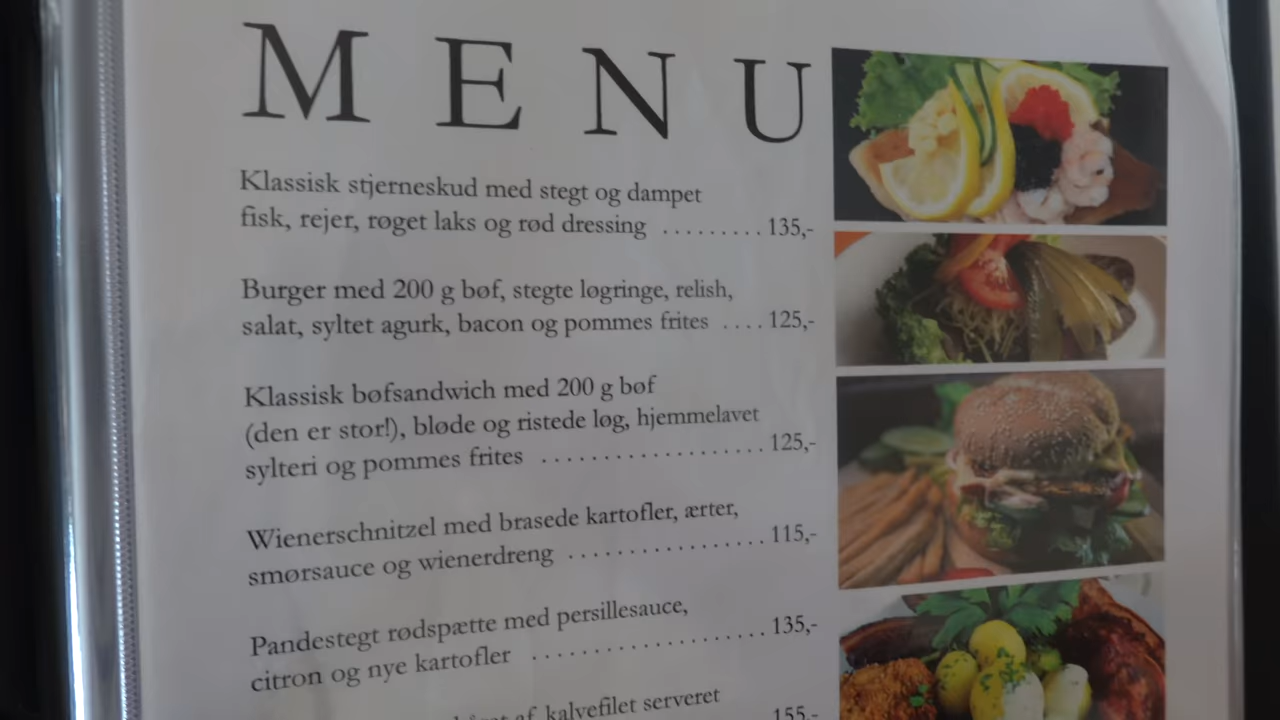 MENU
Klassisk stjerneskud med stegt og dampet
fisk, rejer, røget laks og rød dressing ......... 135,-
Burger med 200 g bøf, stegte løgringe, relish,
salat, syltet agurk, bacon og pommes frites .... 125,-
Klassisk bøfsandwich med 200 g bøf
(den er stor!), bløde og ristede løg, hjemmelavet
sylteri og pommes frites ................... 125,-
Wienerschnitzel med brasede kartofler, ærter,
smørsauce og wienerdreng ................. 115,-
Pandestegt rødspætte med persillesauce,
citron og nye kartofler .................... 135,-
af kalvefilet serveret
155,-